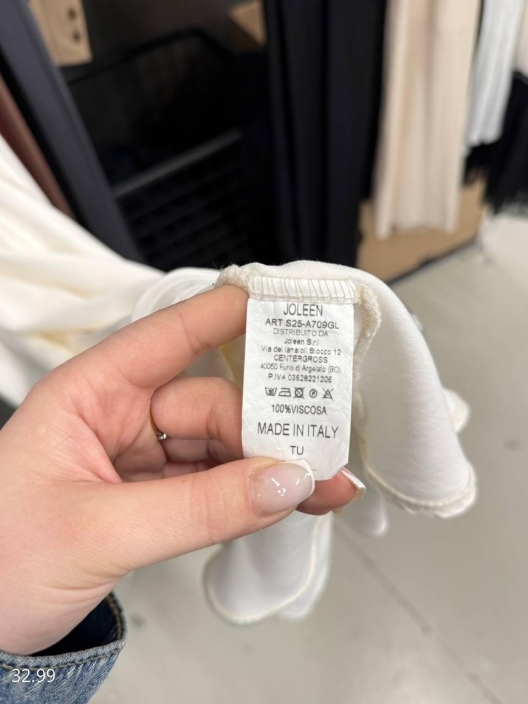 JOLEEN
ART S25-A709GL
DISTRIBUITO DA
Joleen S.r.l
Via dei lanaioli Blocco 12
CENTERGROSS
40050 Funo di Argelato (BO)
P.IVA 03628221206
100%VISCOSA
MADE IN ITALY
TU
32.99